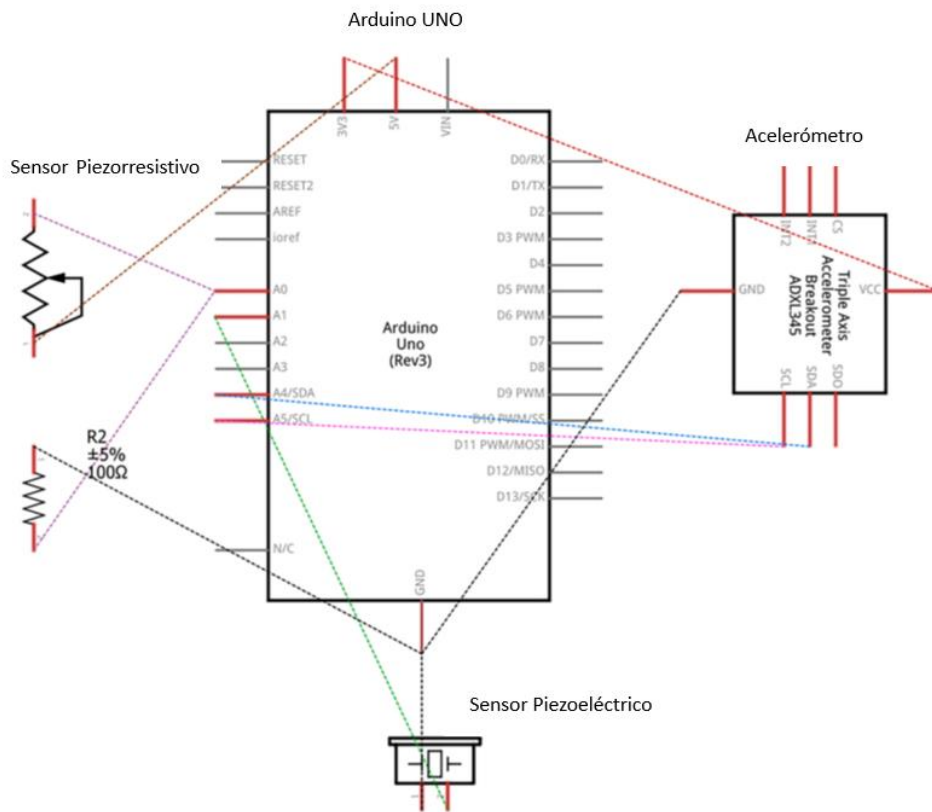 Arduino UNO
3V3
5V
VIN
Acelerómetro
Sensor Piezorresistivo
RESET
RESET2
AREF
ioref
A0
A1
A2
A3
A4/SDA
A5/SCL
N/C
D0/RX
D1/TX
D2
D3 PWM
D4
D5 PWM
D6 PWM
D7
D8
D9 PWM
D10 PWM/SS
D11 PWM/MOSI
D12/MISO
D13/SCK
Arduino
Uno
(Rev3)
GND
INT2
INT1
CS
GND
VCC
Triple Axis
Accelerometer
Breakout
ADXL345
SCL
SDA
SDO
R2
±5%
100Ω
Sensor Piezoeléctrico